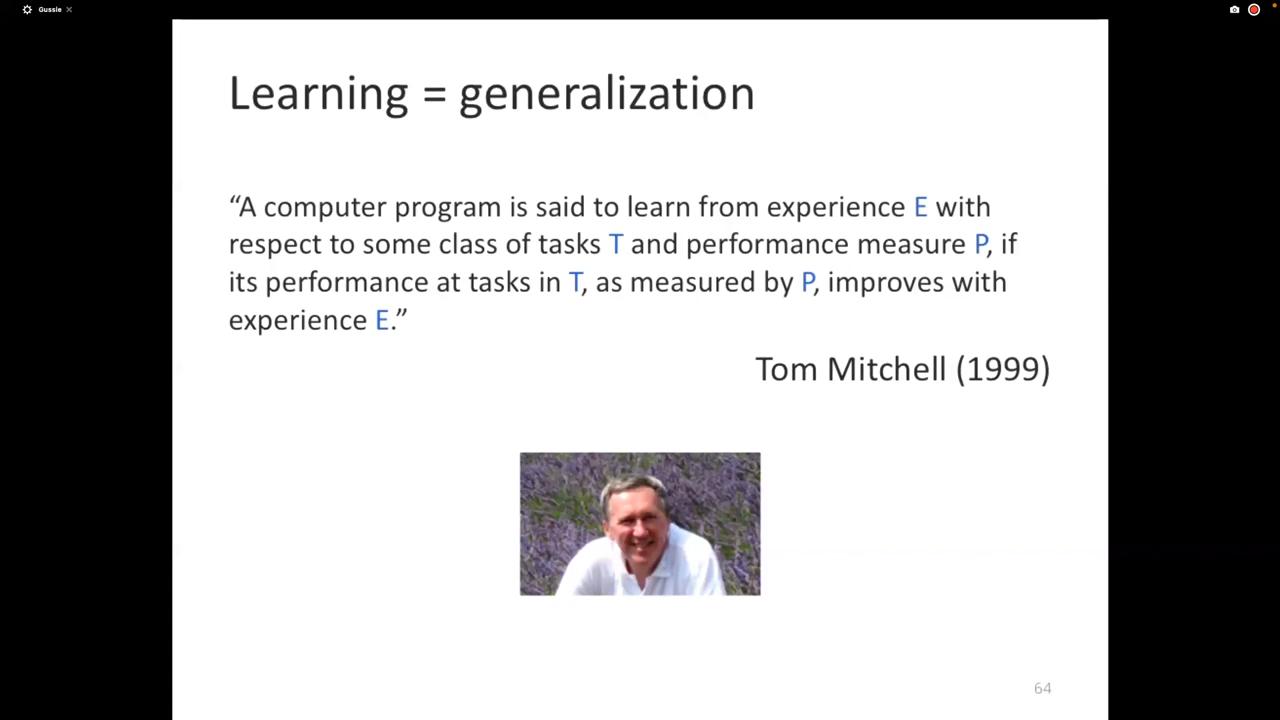 Gussie
Learning = generalization
“A computer program is said to learn from experience E with
respect to some class of tasks T and performance measure P, if
its performance at tasks in T, as measured by P, improves with
experience E.”
Tom Mitchell (1999)
64